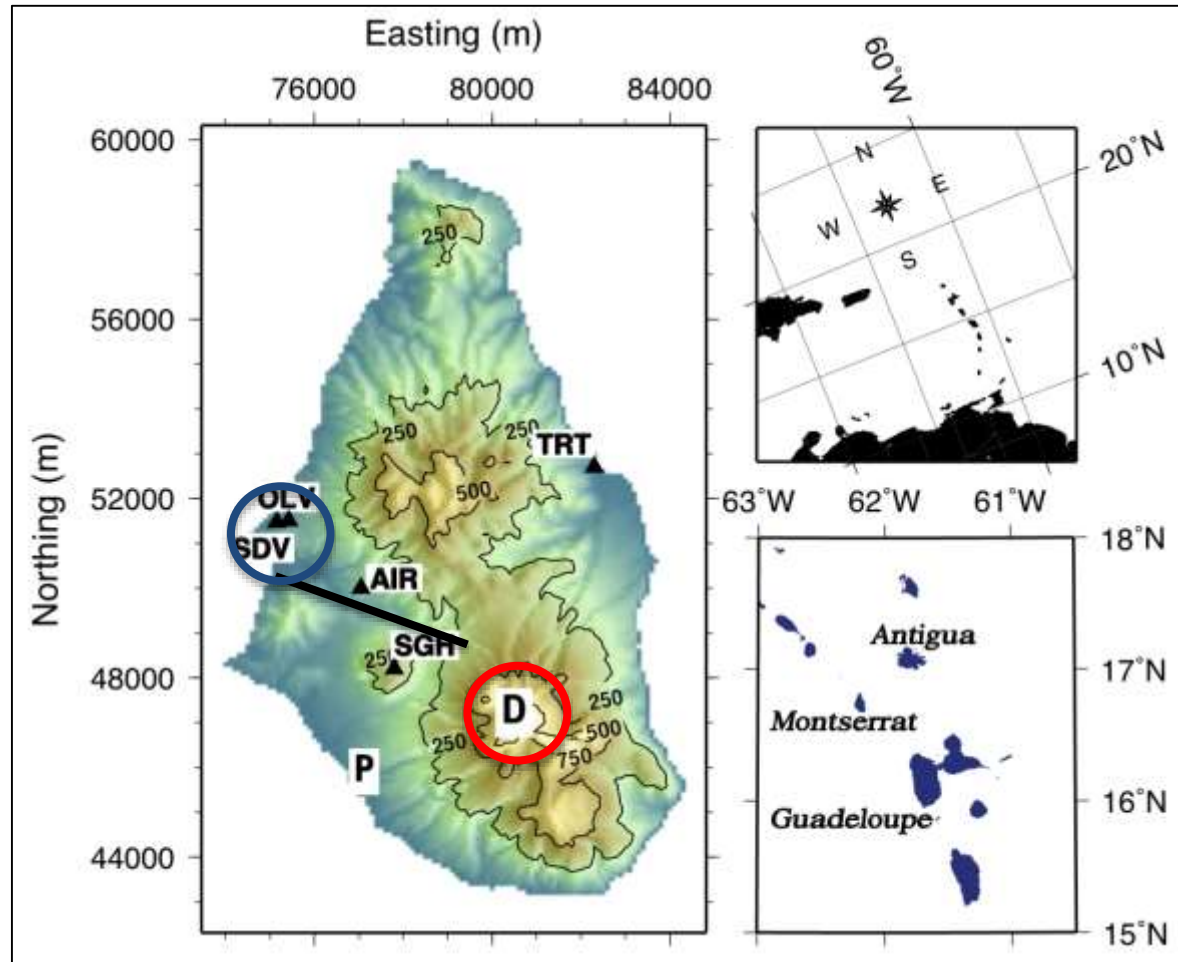 Easting (m)
76000 80000 84000
60000
56000
52000
48000
44000
Northing (m)
250
250
250
500
TRT
OLV
SDV
AIR
SGH
250
D
250
500
750
250
P
60°W
20°N
10°N
N
E
W
S
63°W 62°W 61°W
18°N
17°N
16°N
15°N
Antigua
Montserrat
Guadeloupe